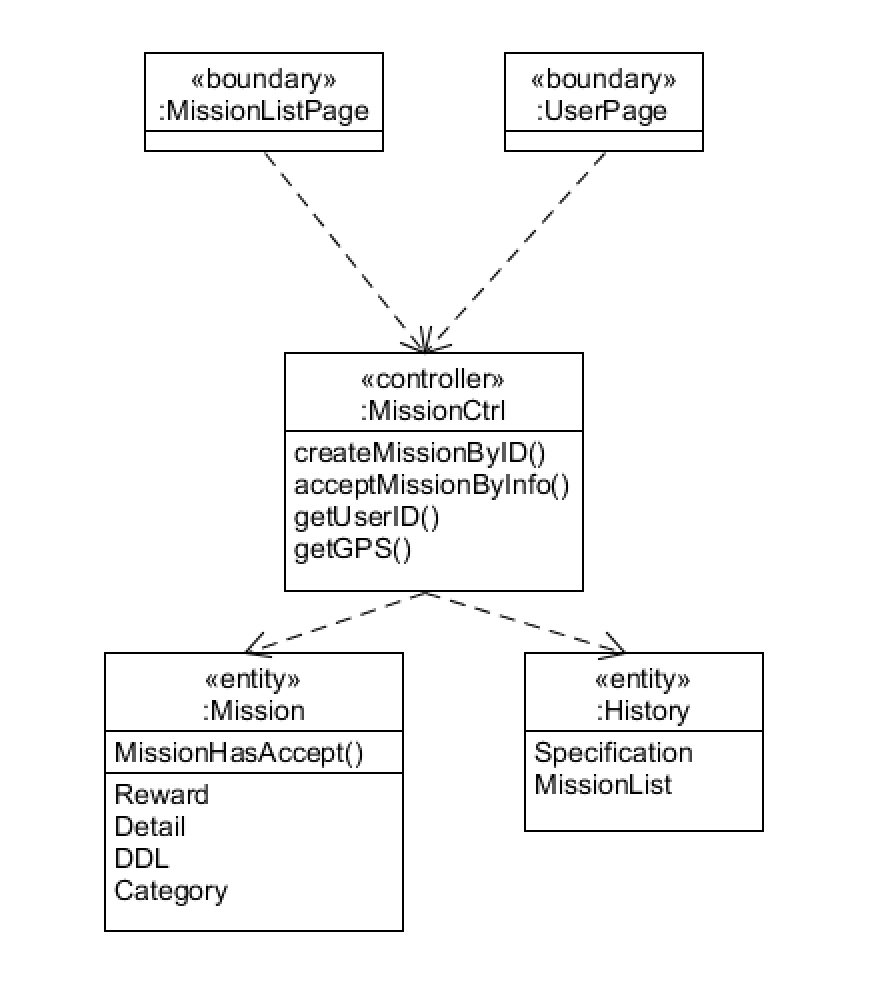 «boundary»
:MissionListPage
«boundary»
:UserPage
«controller»
:MissionCtrl
createMissionByID()
acceptMissionByInfo()
getUserID()
getGPS()
«entity»
:Mission
MissionHasAccept()
Reward
Detail
DDL
Category
«entity»
:History
Specification
MissionList